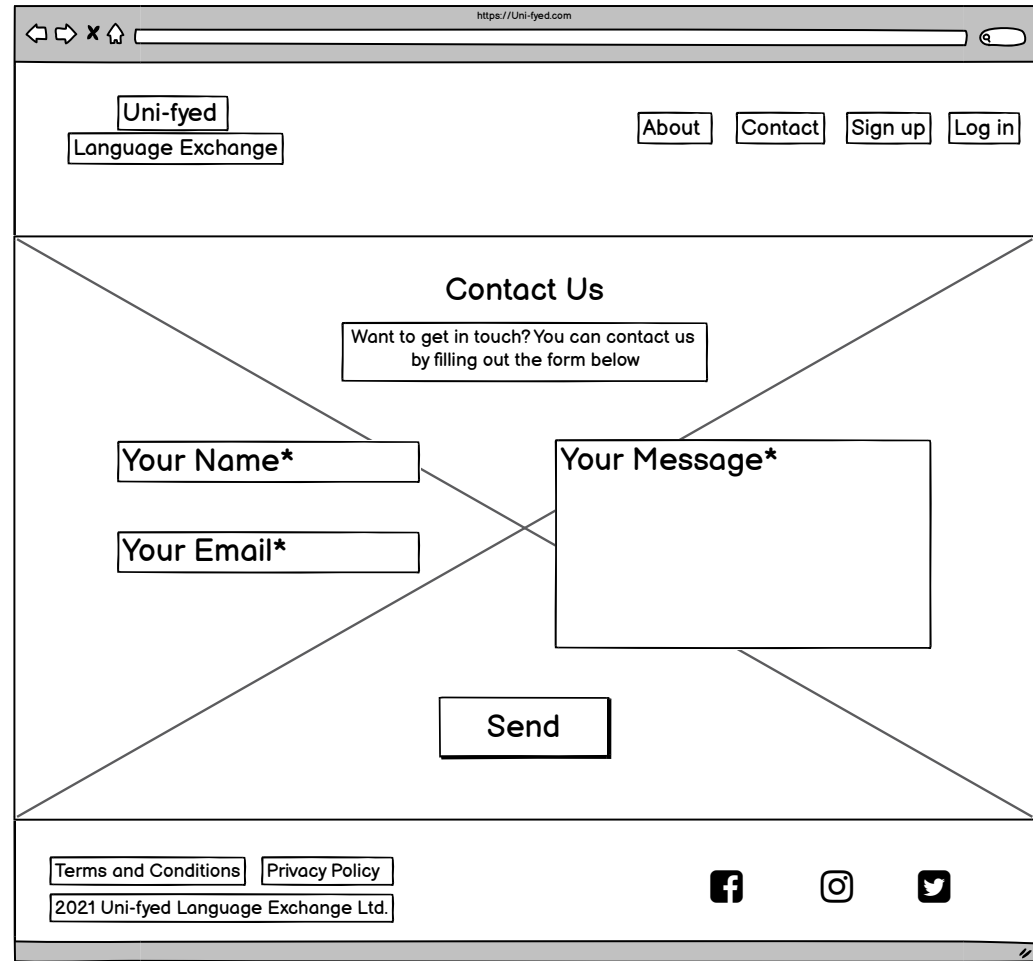 https://Uni-fyed.com
Uni-fyed
Language Exchange
About
Contact
Sign up
Log in
Contact Us
Want to get in touch? You can contact us
by filling out the form below
Your Name*
Your Message*
Your Email*
Send
Terms and Conditions
Privacy Policy
2021 Uni-fyed Language Exchange Ltd.